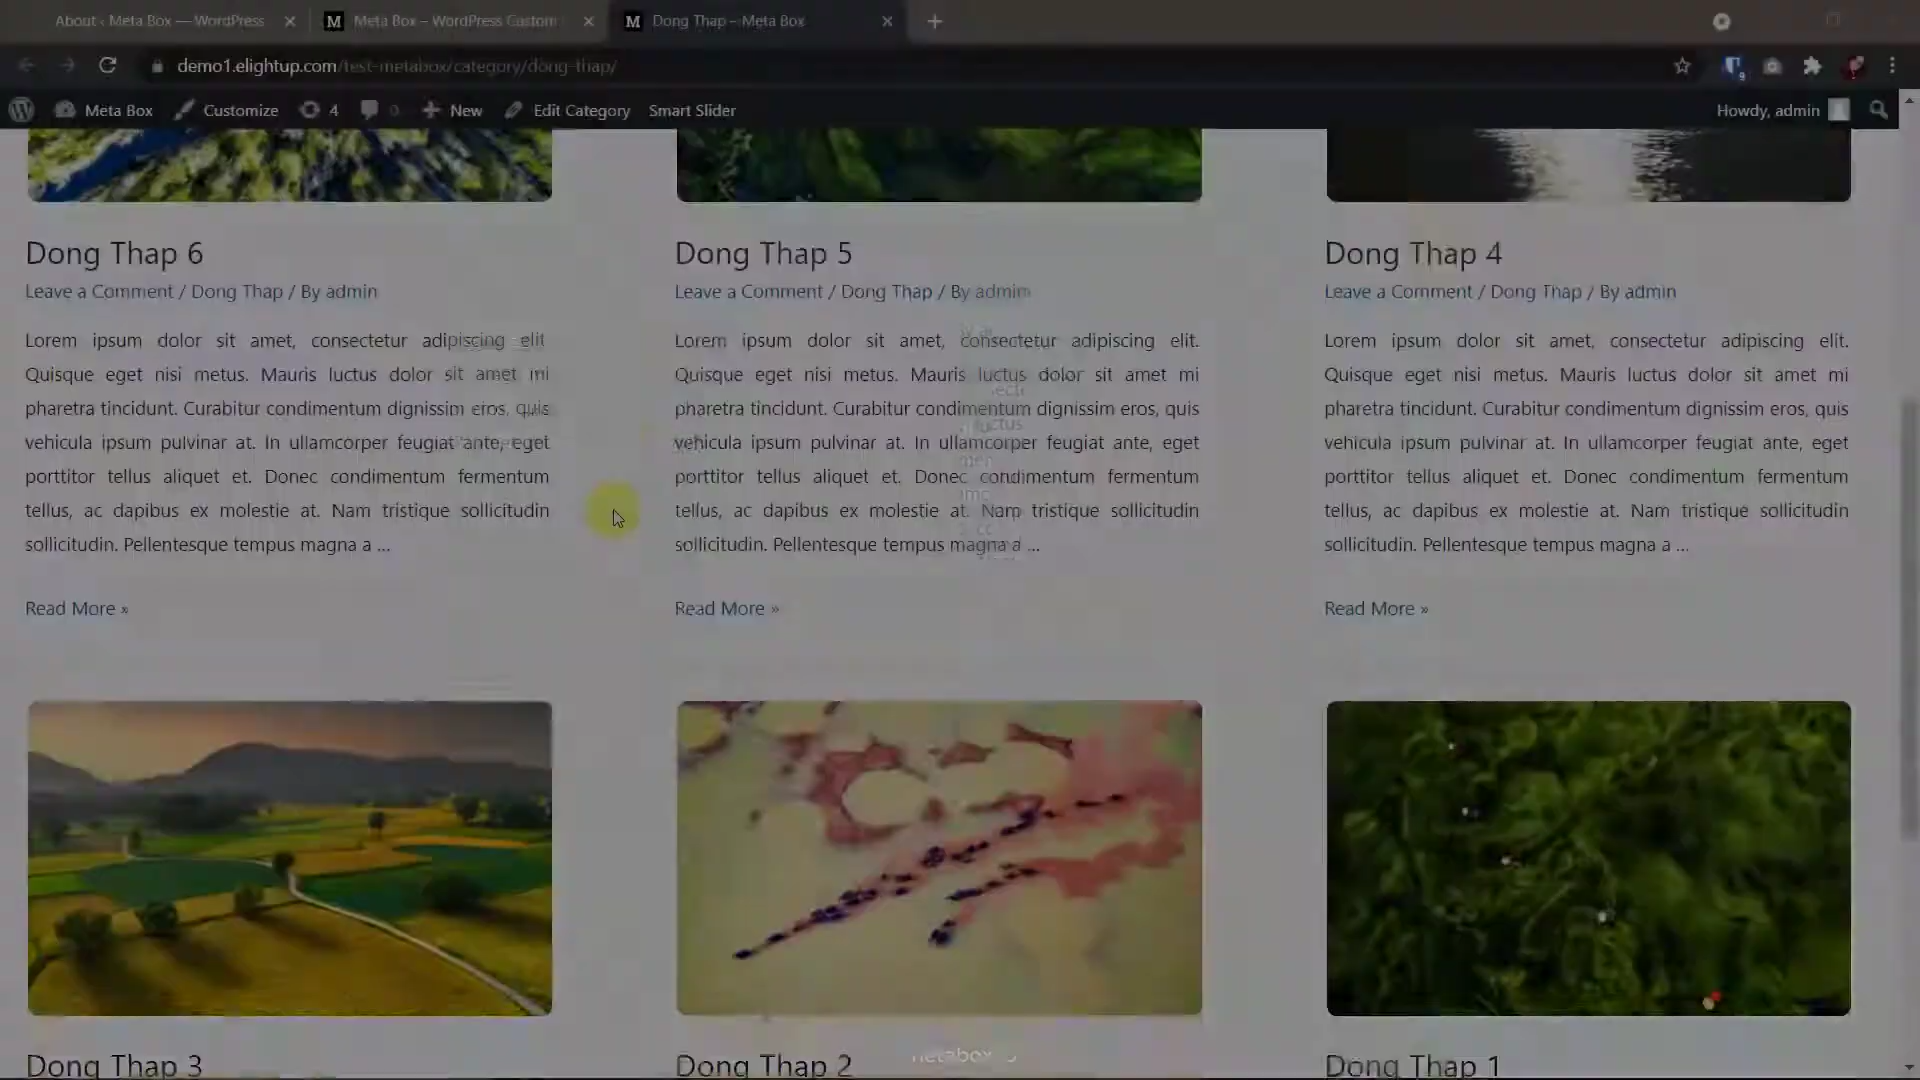 About ‹ Meta Box — WordPress
Meta Box – WordPress Custom
Dong Thap – Meta Box
demo1.elightup.com/test-metabox/category/dong-thap/
9
Meta Box
Customize
4
0
New
Edit Category
Smart Slider
Howdy, admin
Dong Thap 6
Leave a Comment / Dong Thap / By admin
Lorem ipsum dolor sit amet, consectetur adipiscing elit.
Quisque eget nisi metus. Mauris luctus dolor sit amet mi
pharetra tincidunt. Curabitur condimentum dignissim eros, quis
vehicula ipsum pulvinar at. In ullamcorper feugiat ante, eget
porttitor tellus aliquet et. Donec condimentum fermentum
tellus, ac dapibus ex molestie at. Nam tristique sollicitudin
sollicitudin. Pellentesque tempus magna a ...
Read More »
Dong Thap 5
Leave a Comment / Dong Thap / By admin
Lorem ipsum dolor sit amet, consectetur adipiscing elit.
Quisque eget nisi metus. Mauris luctus dolor sit amet mi
pharetra tincidunt. Curabitur condimentum dignissim eros, quis
vehicula ipsum pulvinar at. In ullamcorper feugiat ante, eget
porttitor tellus aliquet et. Donec condimentum fermentum
tellus, ac dapibus ex molestie at. Nam tristique sollicitudin
sollicitudin. Pellentesque tempus magna a ...
Read More »
Dong Thap 4
Leave a Comment / Dong Thap / By admin
Lorem ipsum dolor sit amet, consectetur adipiscing elit.
Quisque eget nisi metus. Mauris luctus dolor sit amet mi
pharetra tincidunt. Curabitur condimentum dignissim eros, quis
vehicula ipsum pulvinar at. In ullamcorper feugiat ante, eget
porttitor tellus aliquet et. Donec condimentum fermentum
tellus, ac dapibus ex molestie at. Nam tristique sollicitudin
sollicitudin. Pellentesque tempus magna a ...
Read More »
Dong Thap 3
Dong Thap 2
Dong Thap 1